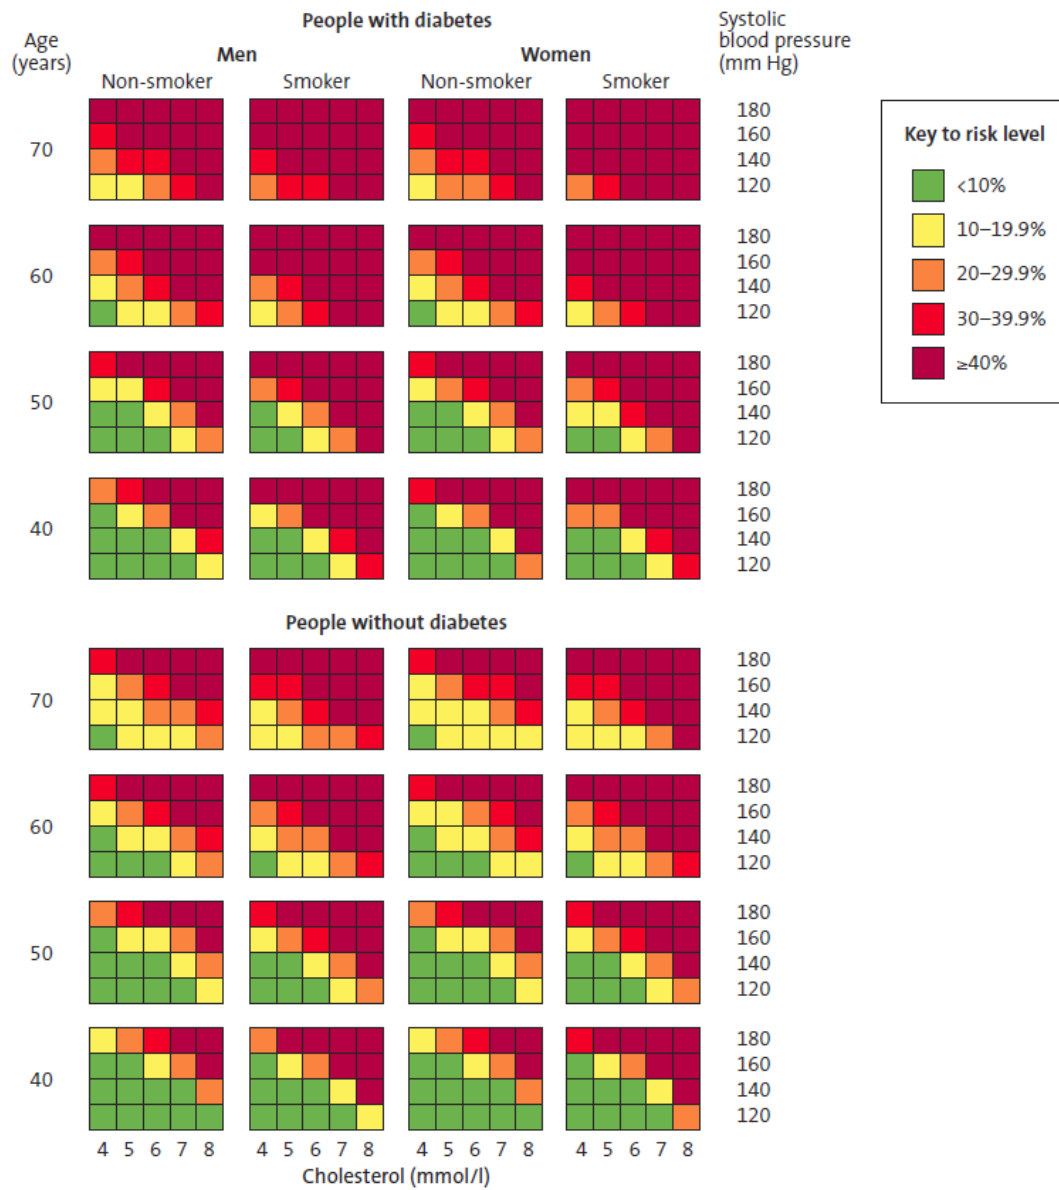 People with diabetes
Age
(years)
Men
Women
Systolic
blood pressure
(mm Hg)
Non-smoker
Smoker
Non-smoker
Smoker
70
180
160
140
120
60
180
160
140
120
50
180
160
140
120
40
180
160
140
120
Key to risk level
<10%
10–19.9%
20–29.9%
30–39.9%
≥40%
People without diabetes
70
180
160
140
120
60
180
160
140
120
50
180
160
140
120
40
180
160
140
120
4 5 6 7 8
4 5 6 7 8
4 5 6 7 8
4 5 6 7 8
Cholesterol (mmol/l)